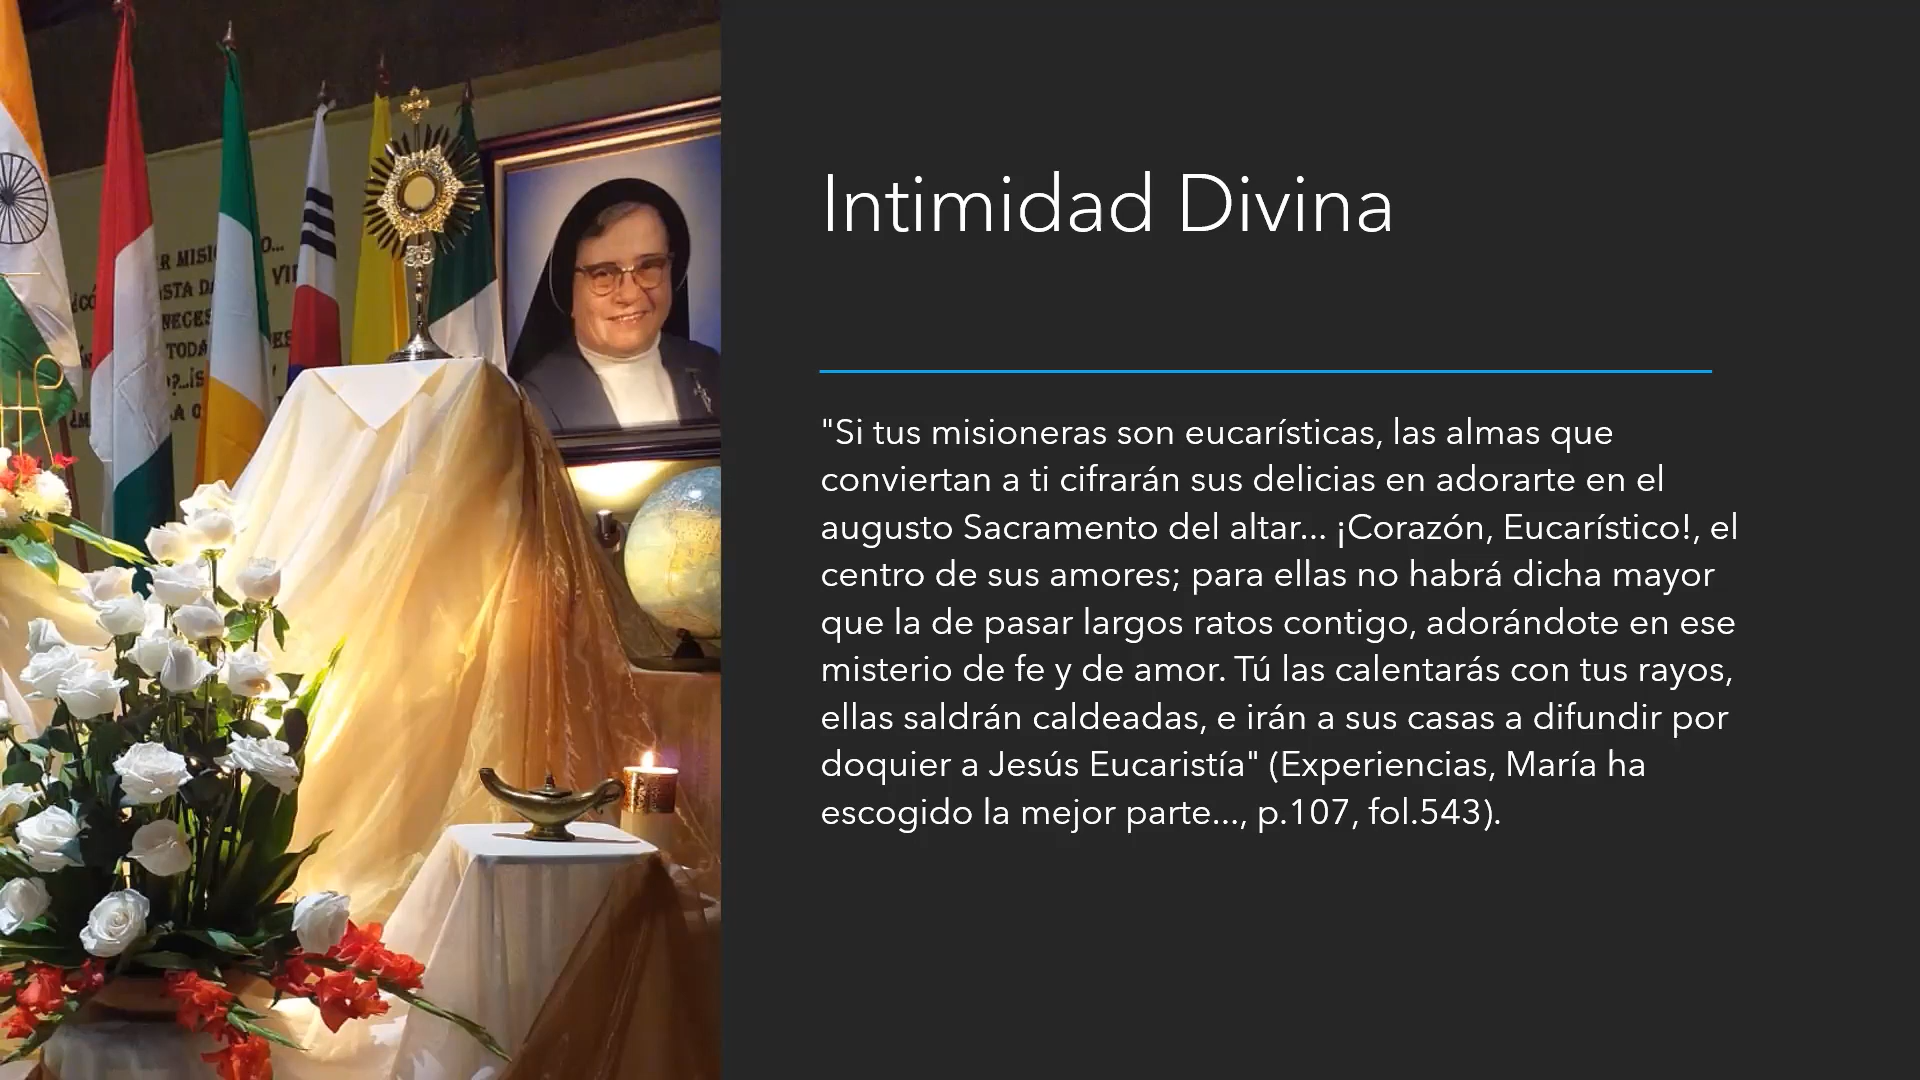 Intimidad Divina
"Si tus misioneras son eucarísticas, las almas que
conviertan a ti cifrarán sus delicias en adorarte en el
augusto Sacramento del altar... ¡Corazón, Eucarístico!, el
centro de sus amores; para ellas no habrá dicha mayor
que la de pasar largos ratos contigo, adorándote en ese
misterio de fe y de amor. Tú las calentarás con tus rayos,
ellas saldrán caldeadas, e irán a sus casas a difundir por
doquier a Jesús Eucaristía" (Experiencias, María ha
escogido la mejor parte..., p.107, fol.543).